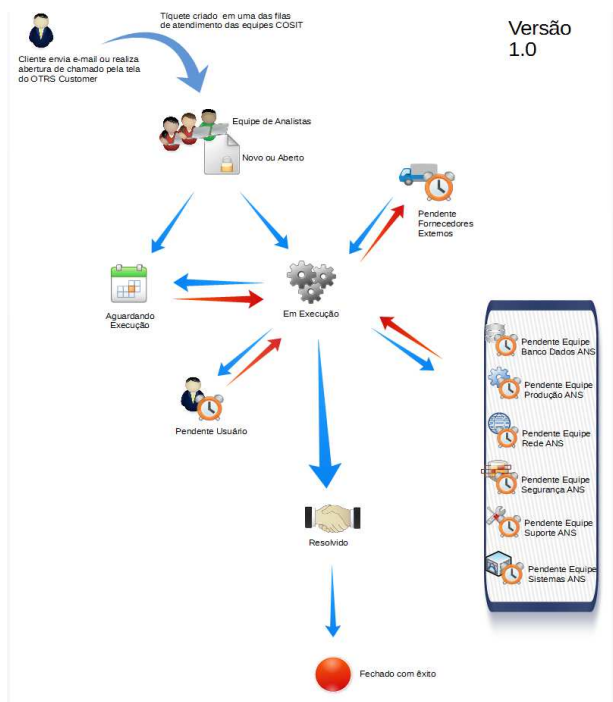 Tíquete criado em uma das filas
de atendimento das equipes COSIT
Versão
1.0
Cliente envia e-mail ou realiza
abertura de chamado pela tela
do OTRS Customer
Equipe de Analistas
Novo ou Aberto
Pendente
Fornecedores
Externos
Aguardando
Execução
Em Execução
Pendente Usuário
Pendente Equipe
Banco Dados ANS
Pendente Equipe
Produção ANS
Pendente Equipe
Rede ANS
Pendente Equipe
Segurança ANS
Pendente Equipe
Suporte ANS
Pendente Equipe
Sistemas ANS
Resolvido
Fechado com êxito